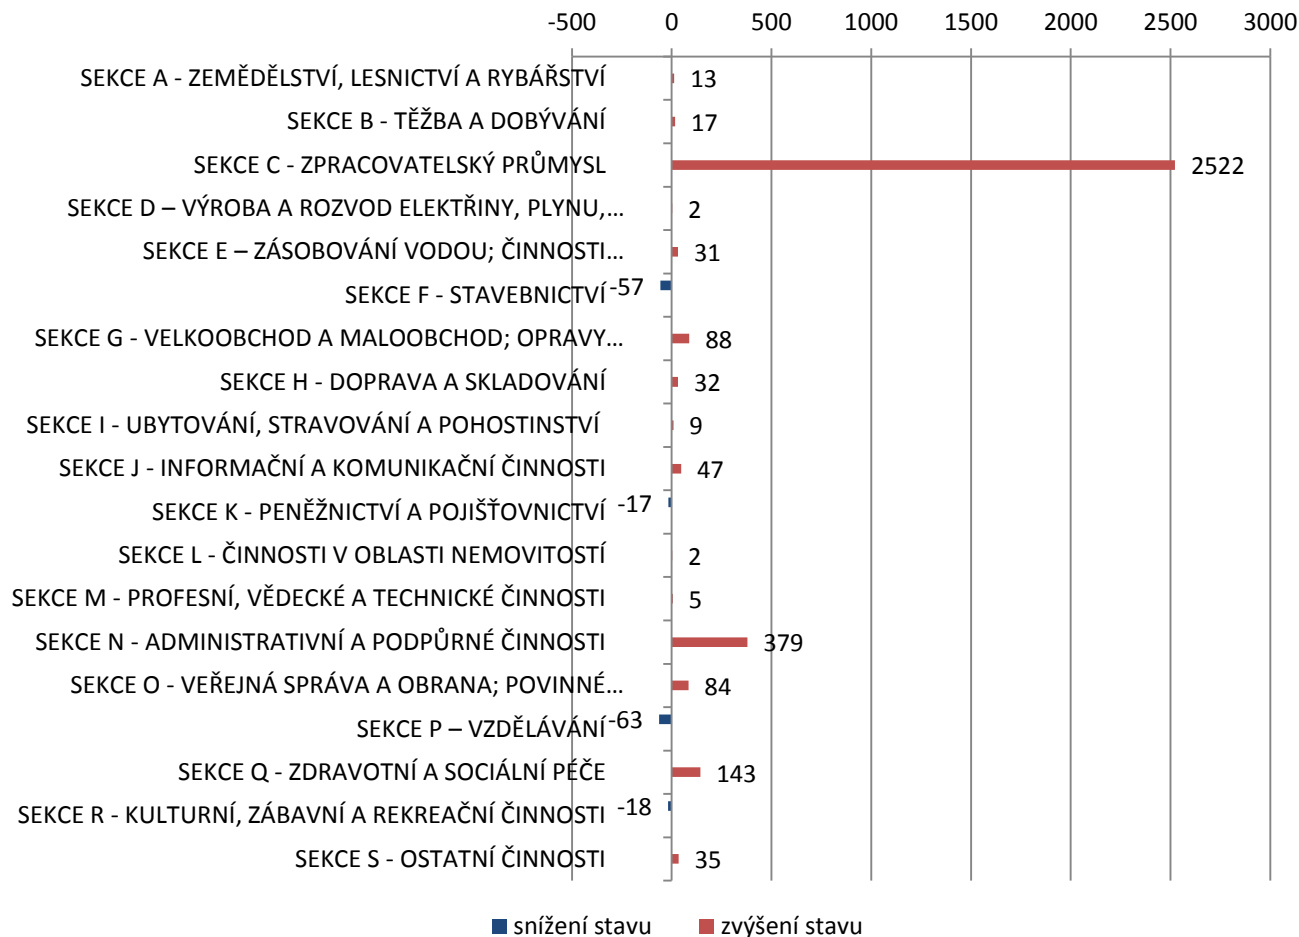 -500 0 500 1000 1500 2000 2500 3000
SEKCE A - ZEMĚDĚLSTVÍ, LESNICTVÍ A RYBÁŘSTVÍ 13
SEKCE B - TĚŽBA A DOBÝVÁNÍ 17
SEKCE C - ZPRACOVATELSKÝ PRŮMYSL 2522
SEKCE D – VÝROBA A ROZVOD ELEKTŘINY, PLYNU,... 2
SEKCE E – ZÁSOBOVÁNÍ VODOU; ČINNOSTI... 31
SEKCE F - STAVEBNICTVÍ -57
SEKCE G - VELKOOBCHOD A MALOOBCHOD; OPRAVY... 88
SEKCE H - DOPRAVA A SKLADOVÁNÍ 32
SEKCE I - UBYTOVÁNÍ, STRAVOVÁNÍ A POHOSTINSTVÍ 9
SEKCE J - INFORMAČNÍ A KOMUNIKAČNÍ ČINNOSTI 47
SEKCE K - PENĚŽNICTVÍ A POJIŠŤOVNICTVÍ -17
SEKCE L - ČINNOSTI V OBLASTI NEMOVITOSTÍ 2
SEKCE M - PROFESNÍ, VĚDECKÉ A TECHNICKÉ ČINNOSTI 5
SEKCE N - ADMINISTRATIVNÍ A PODPŮRNÉ ČINNOSTI 379
SEKCE O - VEŘEJNÁ SPRÁVA A OBRANA; POVINNÉ... 84
SEKCE P – VZDĚLÁVÁNÍ -63
SEKCE Q - ZDRAVOTNÍ A SOCIÁLNÍ PÉČE 143
SEKCE R - KULTURNÍ, ZÁBAVNÍ A REKREAČNÍ ČINNOSTI -18
SEKCE S - OSTATNÍ ČINNOSTI 35
snížení stavu zvýšení stavu